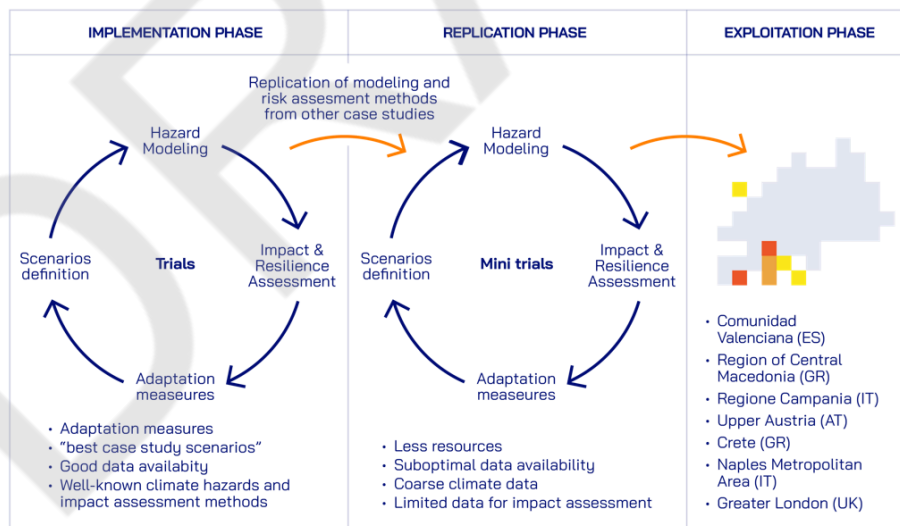 IMPLEMENTATION PHASE
REPLICATION PHASE
EXPLOITATION PHASE
Replication of modeling and
risk assesment methods
from other case studies
Hazard
Modeling
Scenarios
definition
Trials
Impact &
Resilience
Assessment
Adaptation
measeures
• Adaptation measures
• "best case study scenarios"
• Good data availabity
• Well-known climate hazards and
impact assessment methods
Hazard
Modeling
Scenarios
definition
Mini trials
Impact &
Resilience
Assessment
Adaptation
measeures
• Less resources
• Suboptimal data availability
• Coarse climate data
• Limited data for impact assessment
• Comunidad
Valenciana (ES)
• Region of Central
Macedonia (GR)
• Regione Campania (IT)
• Upper Austria (AT)
• Crete (GR)
• Naples Metropolitan
Area (IT)
• Greater London (UK)